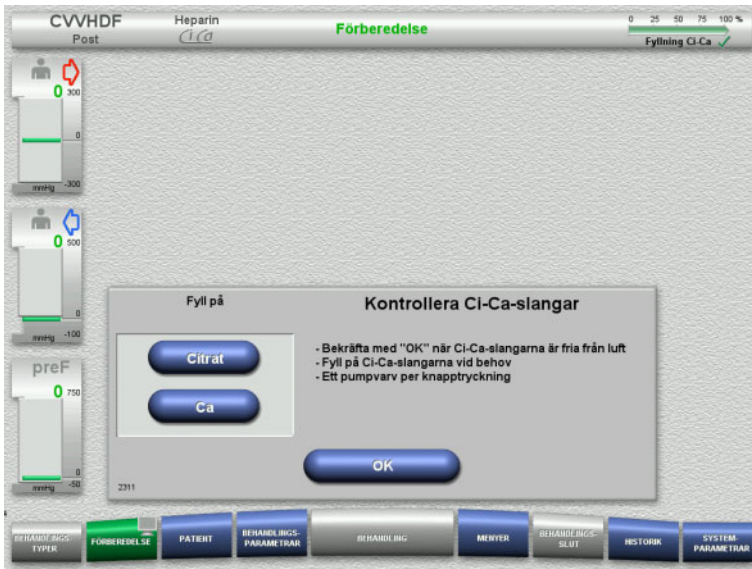 CVVHDF
Post
Heparin
Ci Ca
Förberedelse
0 25 50 75 100 %
Fyllning Ci-Ca
0
300
0
-300
mmHg
0
500
0
-100
mmHg
preF
0
750
0
-50
mmHg
Fyll på
Citrat
Ca
Kontrollera Ci-Ca-slangar
- Bekräfta med "OK" när Ci-Ca-slangarna är fria från luft
- Fyll på Ci-Ca-slangarna vid behov
- Ett pumpvarv per knapptryckning
OK
2311
BEHANDLINGS-
TYPER
FÖRBEREDELSE
PATIENT
BEHANDLINGS-
PARAMETRAR
BEHANDLING
MENYER
BEHANDLINGS-
SLUT
HISTORIK
SYSTEM-
PARAMETRAR